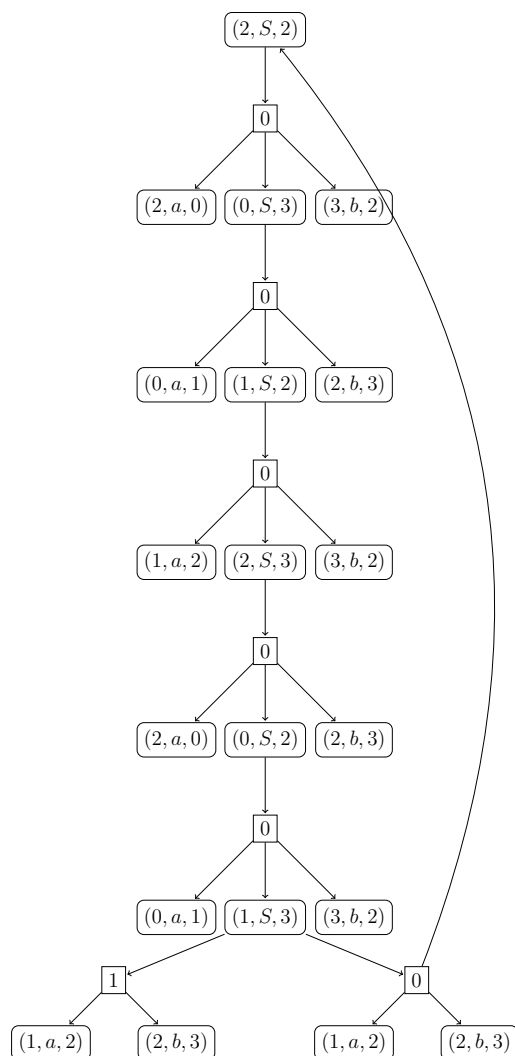 (2, S, 2)
0
(2, a, 0) (0, S, 3) (3, b, 2)
0
(0, a, 1) (1, S, 2) (2, b, 3)
0
(1, a, 2) (2, S, 3) (3, b, 2)
0
(2, a, 0) (0, S, 2) (2, b, 3)
0
(0, a, 1) (1, S, 3) (3, b, 2)
1 0
(1, a, 2) (2, b, 3) (1, a, 2) (2, b, 3)